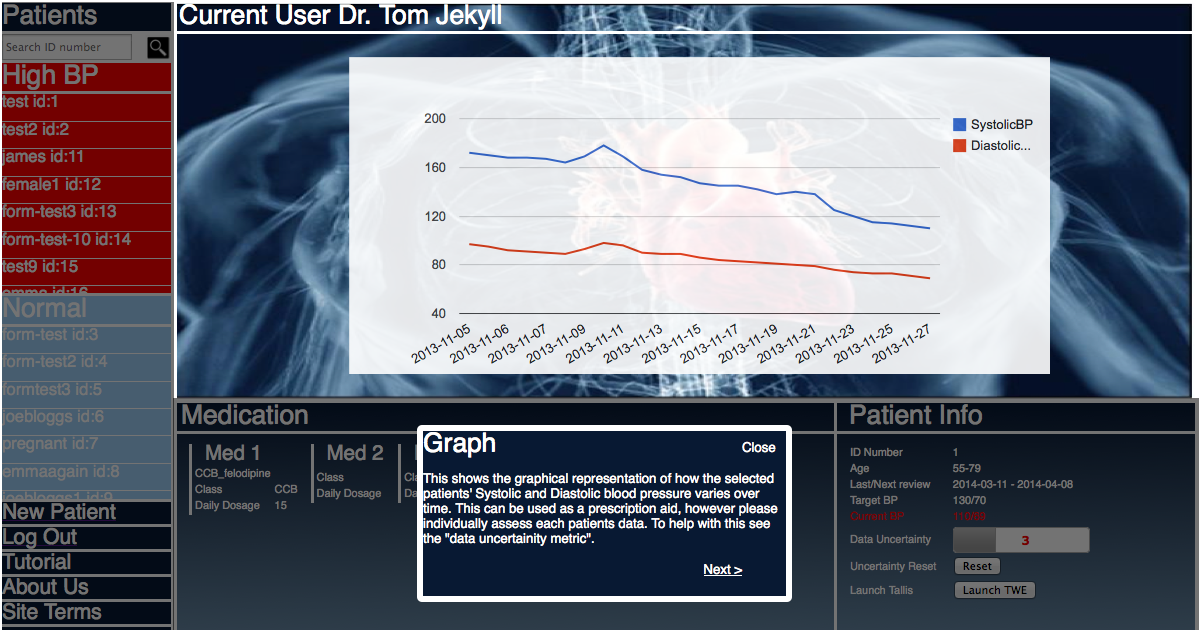 Patients
Search ID number
High BP
test id:1
test2 id:2
james id:11
female1 id:12
form-test3 id:13
form-test-10 id:14
test9 id:15
emma id:16
Normal
form-test id:3
form-test2 id:4
formtest3 id:5
joebloggs id:6
pregnant id:7
emmaagain id:8
joebloggs1 id:9
New Patient
Log Out
Tutorial
About Us
Site Terms
Current User Dr. Tom Jekyll
200
160
120
80
40
SystolicBP
Diastolic...
2013-11-05
2013-11-06
2013-11-07
2013-11-09
2013-11-11
2013-11-13
2013-11-15
2013-11-17
2013-11-19
2013-11-21
2013-11-23
2013-11-25
2013-11-27
Medication
Med 1
CCB_felodipine
Class CCB
Daily Dosage 15
Med 2
Class
Daily Dosage
Graph
Close
This shows the graphical representation of how the selected
patients' Systolic and Diastolic blood pressure varies over
time. This can be used as a prescription aid, however please
individually assess each patients data. To help with this see
the "data uncertainity metric".
Next >
Patient Info
ID Number 1
Age 55-79
Last/Next review 2014-03-11 - 2014-04-08
Target BP 130/70
Current BP 110/69
Data Uncertainty 3
Uncertainty Reset Reset
Launch Tallis Launch TWE